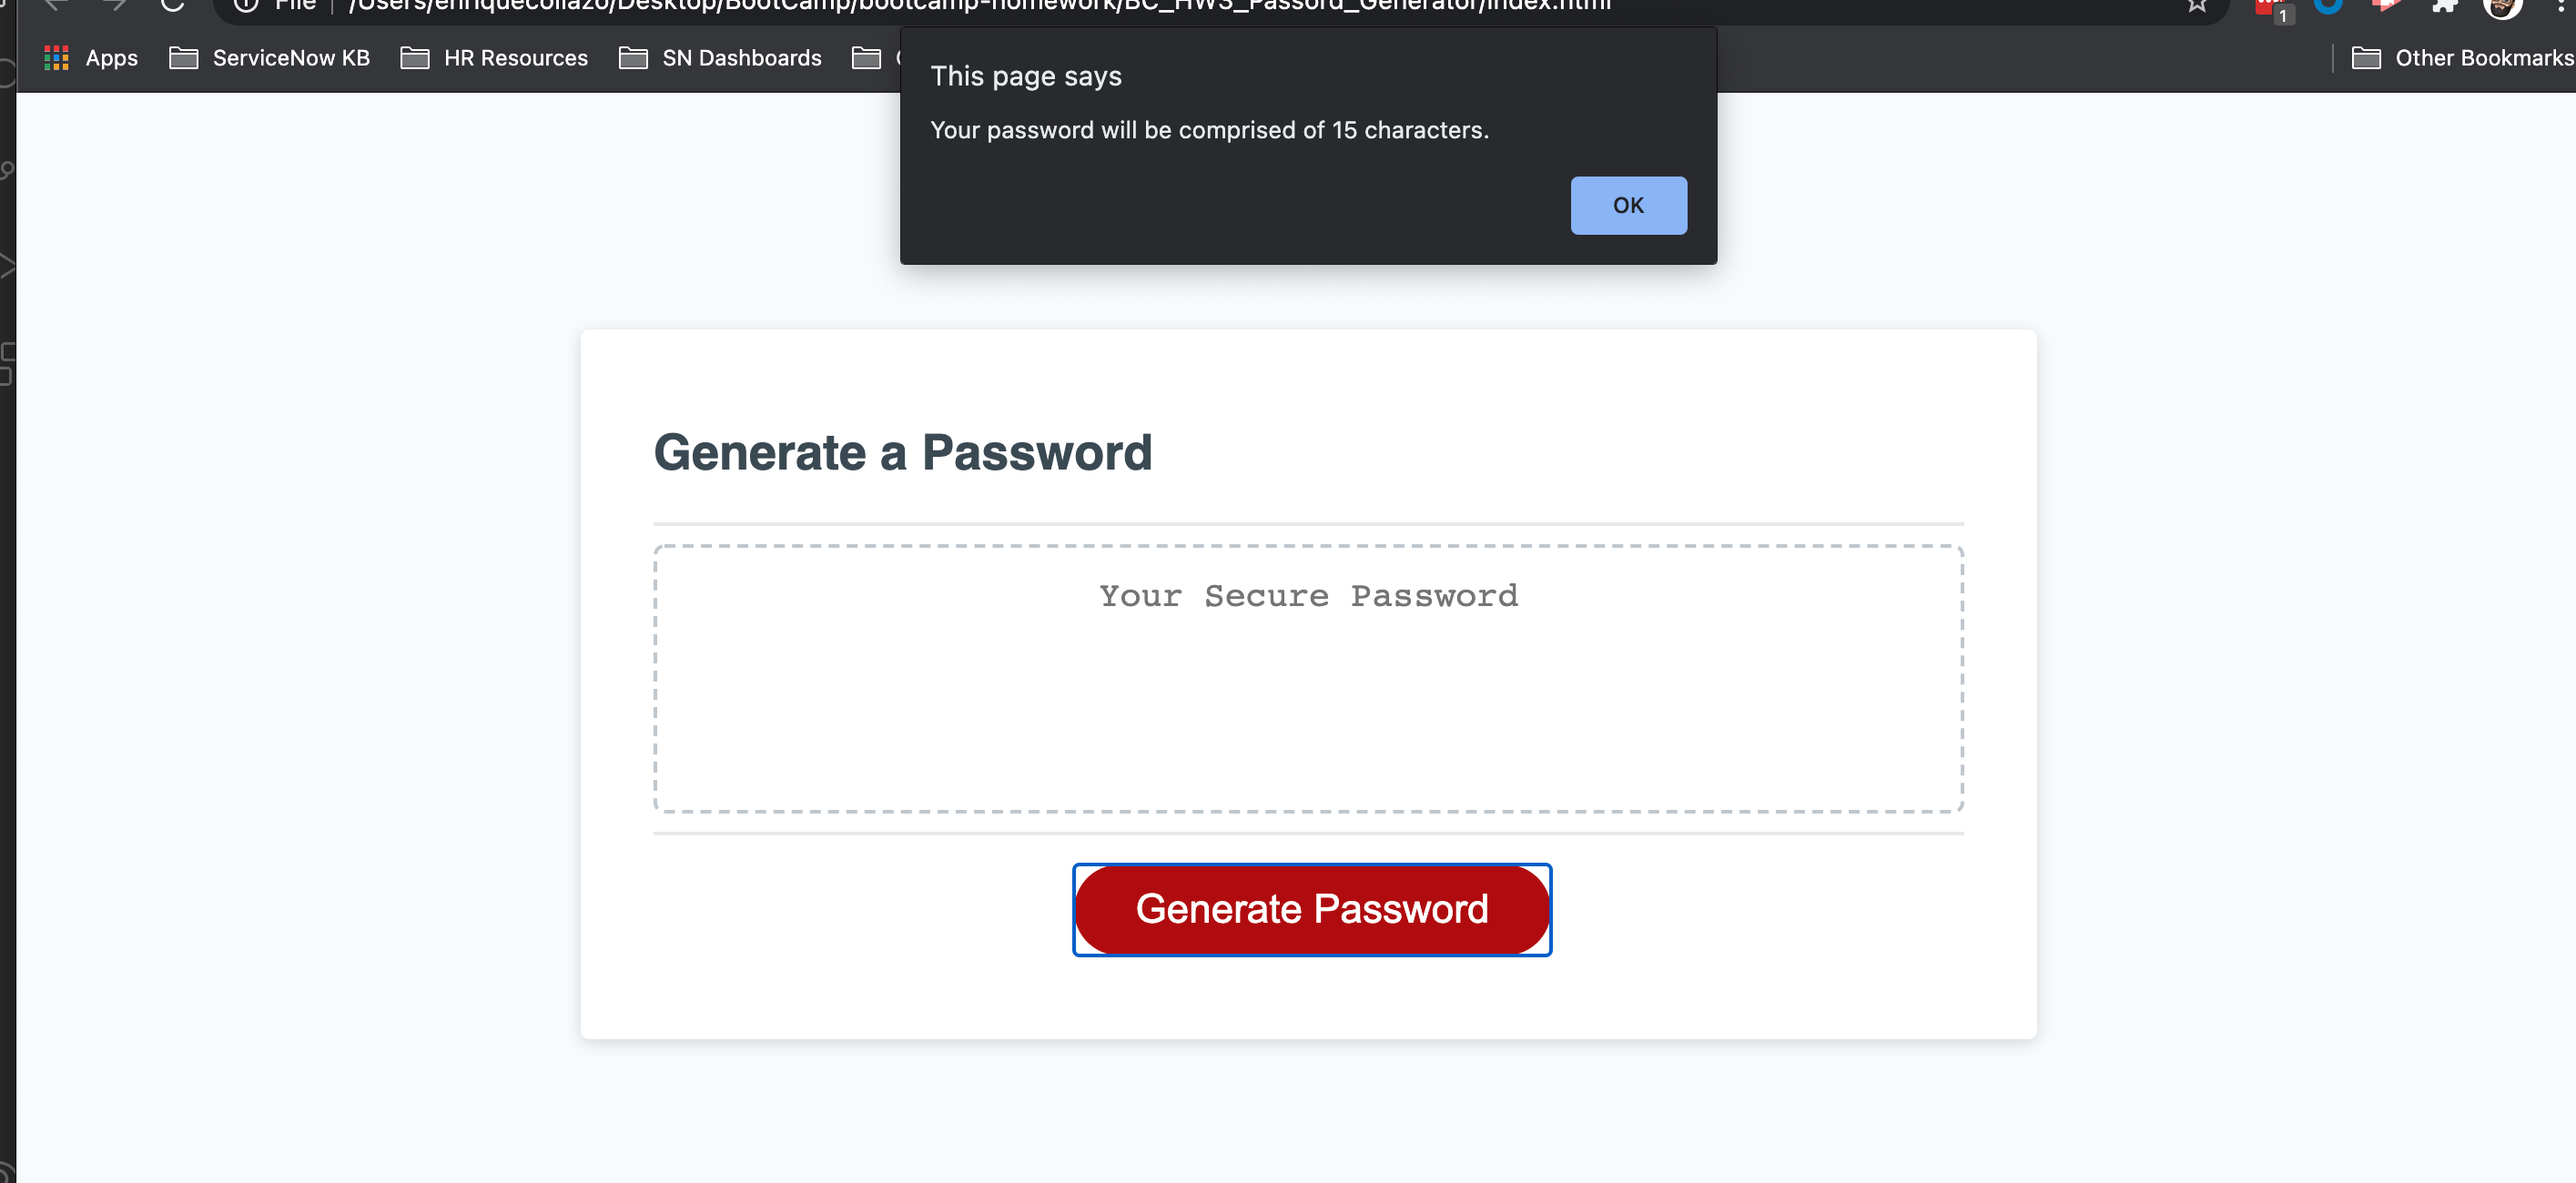 File /Users/enriquecollazo/Desktop/BootCamp/bootcamp-homework/BC_HW3_Passord_Generator/index.html
1
Apps ServiceNow KB HR Resources SN Dashboards Other Bookmarks
This page says
Your password will be comprised of 15 characters.
OK
Generate a Password
Your Secure Password
Generate Password